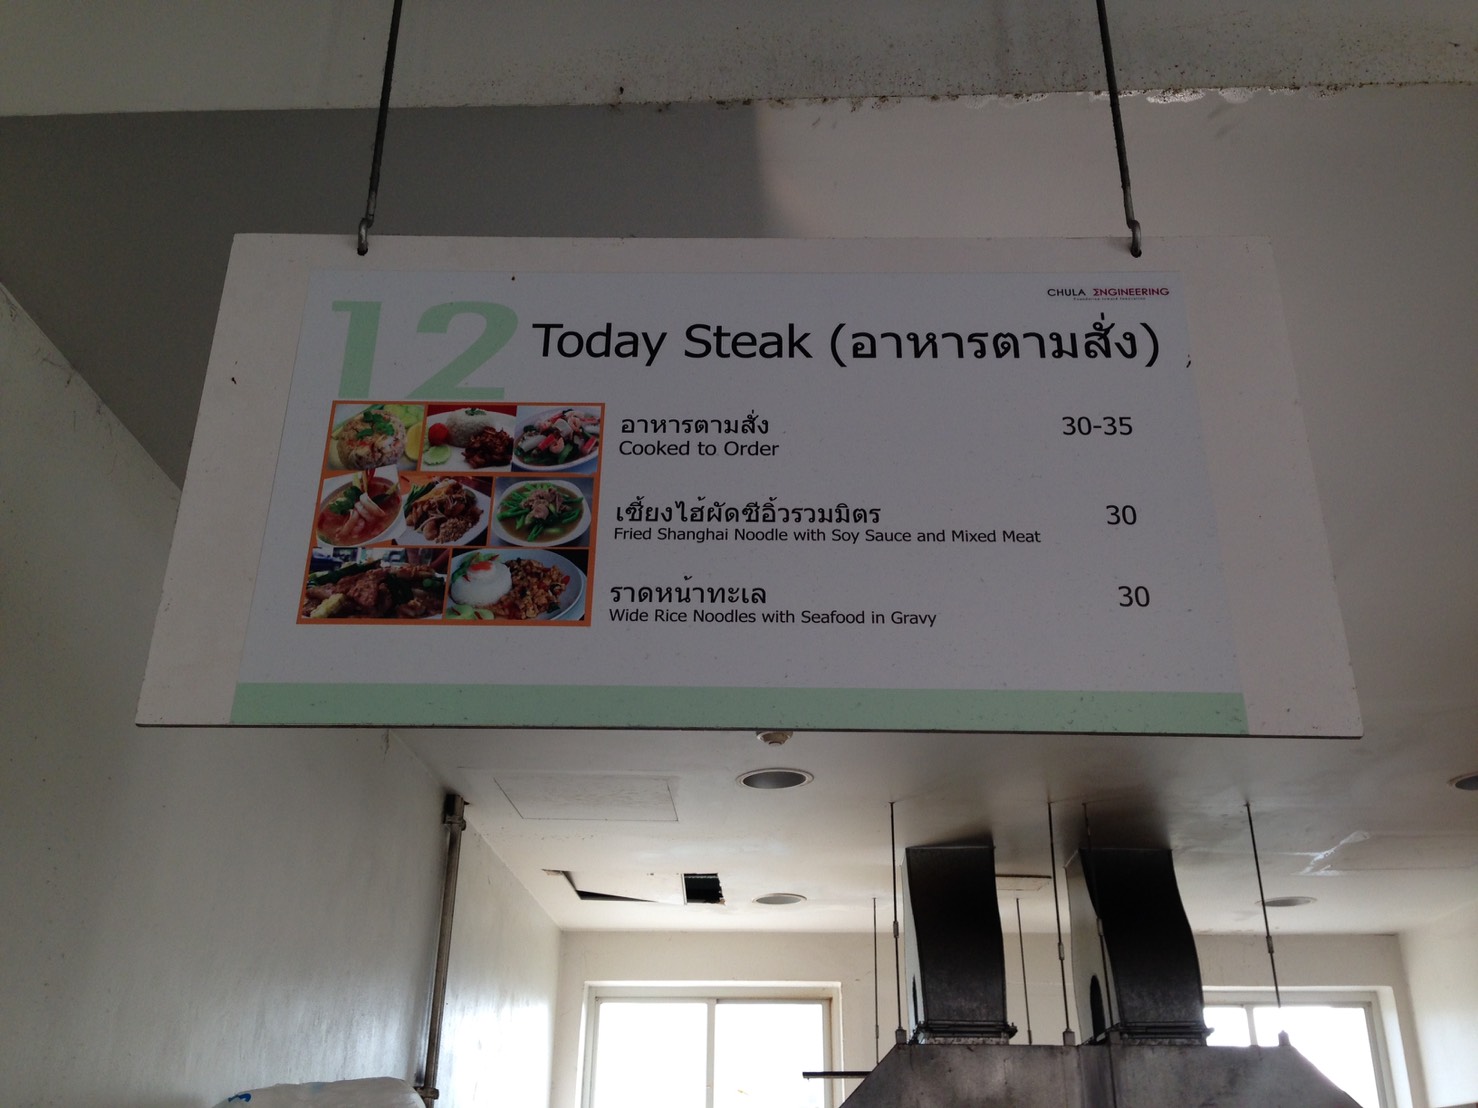 CHULA ΣNGINEERING
12 Today Steak (อาหารตามสั่ง)
อาหารตามสั่ง 30-35
Cooked to Order
เซี้ยงไฮ้ผัดซีอิ้วรวมมิตร 30
Fried Shanghai Noodle with Soy Sauce and Mixed Meat
ราดหน้าทะเล 30
Wide Rice Noodles with Seafood in Gravy